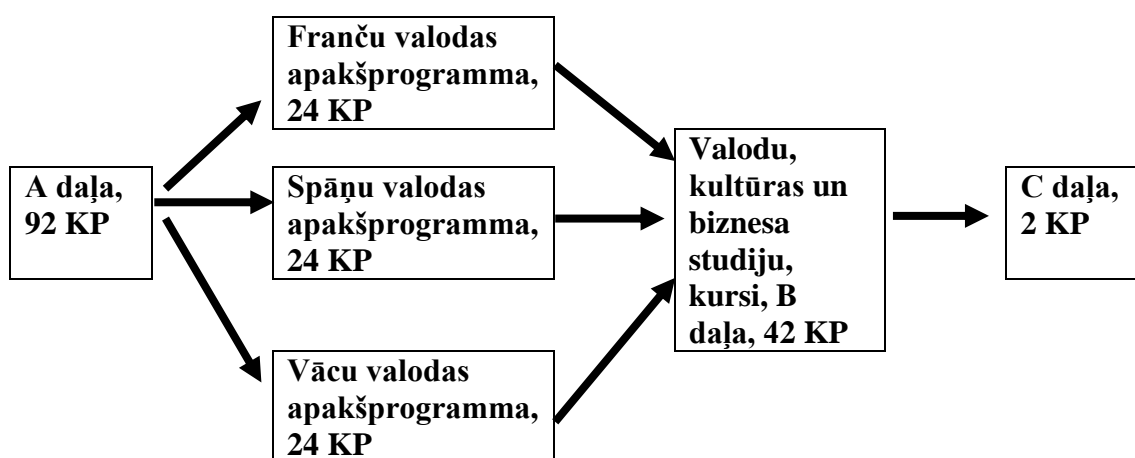 A daļa,
92 KP
Franču valodas
apakšprogramma,
24 KP
Spāņu valodas
apakšprogramma,
24 KP
Vācu valodas
apakšprogramma,
24 KP
Valodu,
kultūras un
biznesa
studiju,
kursi, B
daļa, 42 KP
C daļa,
2 KP